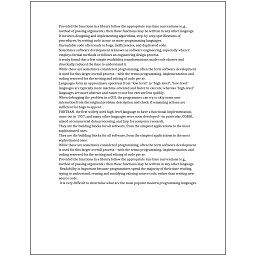 Provided the functions in a library follow the appropriate run-time conventions (e.g.,
method of passing arguments), then these functions may be written in any other language.
It involves designing and implementing algorithms, step-by-step specifications of
procedures, by writing code in one or more programming languages.
Unreadable code often leads to bugs, inefficiencies, and duplicated code.
Sometimes software development is known as software engineering, especially when it
employs formal methods or follows an engineering design process.
A study found that a few simple readability transformations made code shorter and
drastically reduced the time to understand it.
While these are sometimes considered programming, often the term software development
is used for this larger overall process – with the terms programming, implementation, and
coding reserved for the writing and editing of code per se.
Languages form an approximate spectrum from "low-level" to "high-level"; "low-level"
languages are typically more machine-oriented and faster to execute, whereas "high-level"
languages are more abstract and easier to use but execute less quickly.
When debugging the problem in a GUI, the programmer can try to skip some user
interaction from the original problem description and check if remaining actions are
sufficient for bugs to appear.
FORTRAN, the first widely used high-level language to have a functional implementation,
came out in 1957, and many other languages were soon developed—in particular, COBOL
aimed at commercial data processing, and Lisp for computer research.
They are the building blocks for all software, from the simplest applications to the most
sophisticated ones.
They are the building blocks for all software, from the simplest applications to the most
sophisticated ones.
While these are sometimes considered programming, often the term software development
is used for this larger overall process – with the terms programming, implementation, and
coding reserved for the writing and editing of code per se.
Provided the functions in a library follow the appropriate run-time conventions (e.g.,
method of passing arguments), then these functions may be written in any other language.
Readability is important because programmers spend the majority of their time reading,
trying to understand, reusing and modifying existing source code, rather than writing new
source code.
It is very difficult to determine what are the most popular modern programming languages.